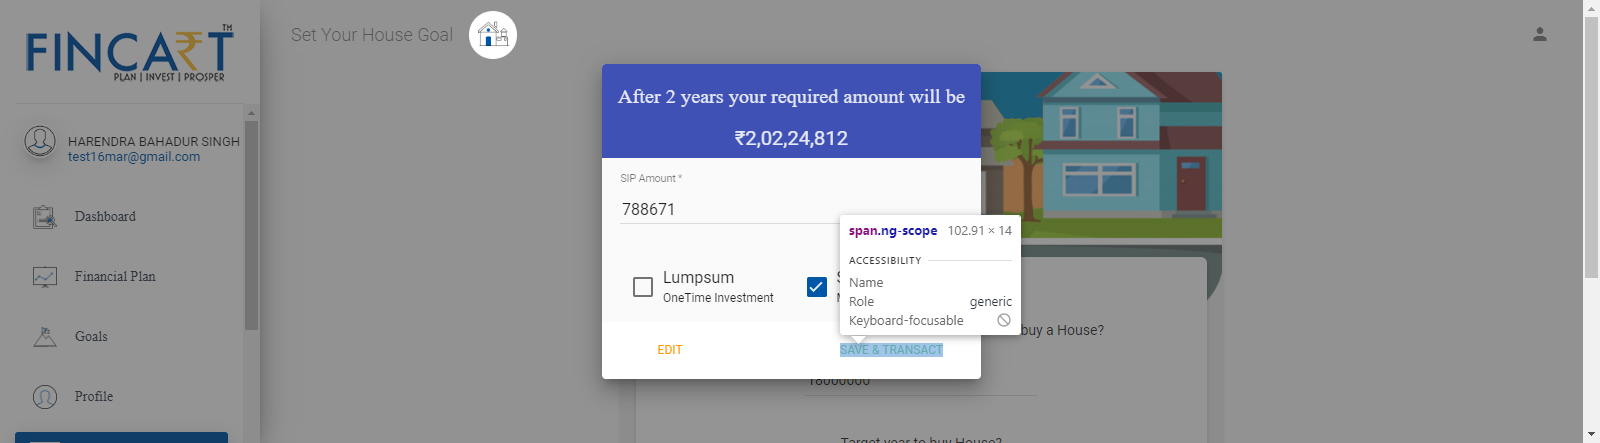 FINCART
TM
PLAN | INVEST | PROSPER
Set Your House Goal
HARENDRA BAHADUR SINGH
test16mar@gmail.com
Dashboard
Financial Plan
Goals
Profile
After 2 years your required amount will be
₹2,02,24,812
SIP Amount *
788671
Lumpsum
OneTime Investment
span.ng-scope 102.91 × 14
ACCESSIBILITY
Name
Role generic
Keyboard-focusable
EDIT
SAVE & TRANSACT
buy a House?
18000000
Target year to buy House?